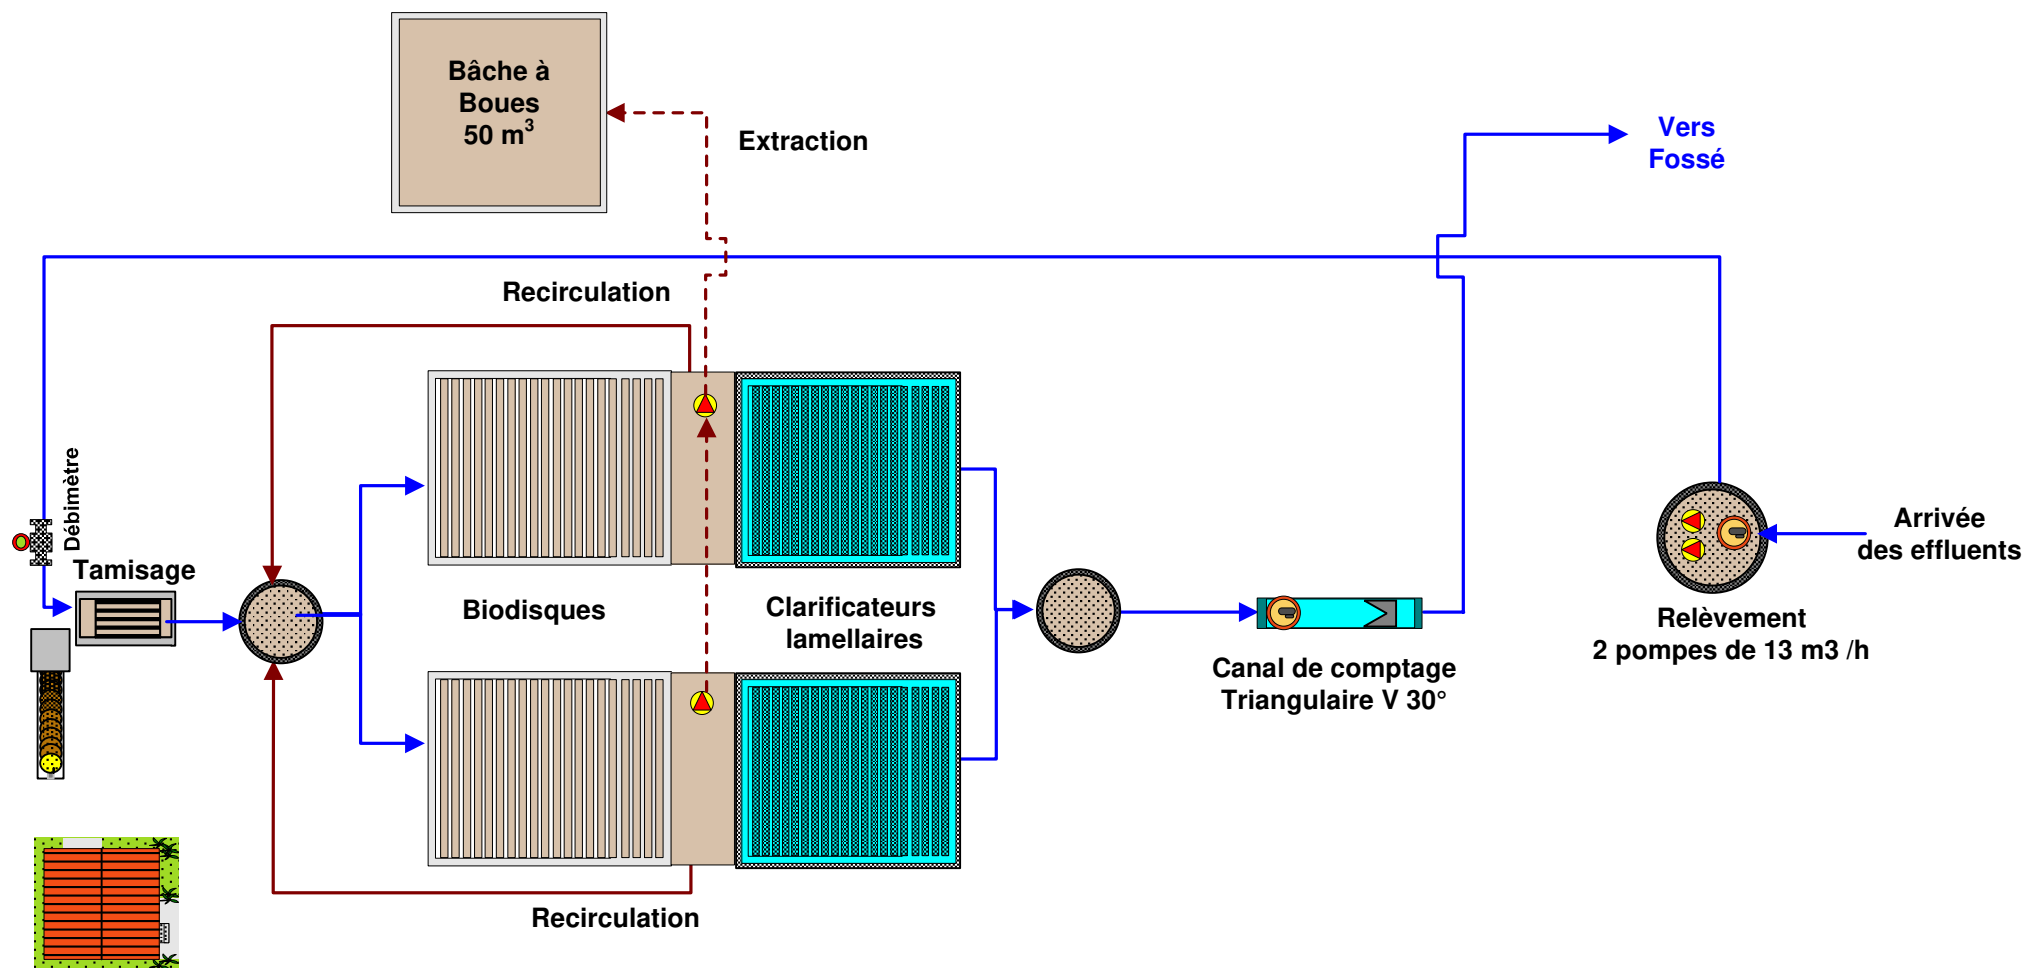 Bâche à
Boues
50 m³
Extraction
Vers
Fossé
Recirculation
Débimètre
Tamisage
Biodisques
Clarificateurs
lamellaires
Arrivée
des effluents
Relèvement
2 pompes de 13 m3 /h
Canal de comptage
Triangulaire V 30°
Recirculation